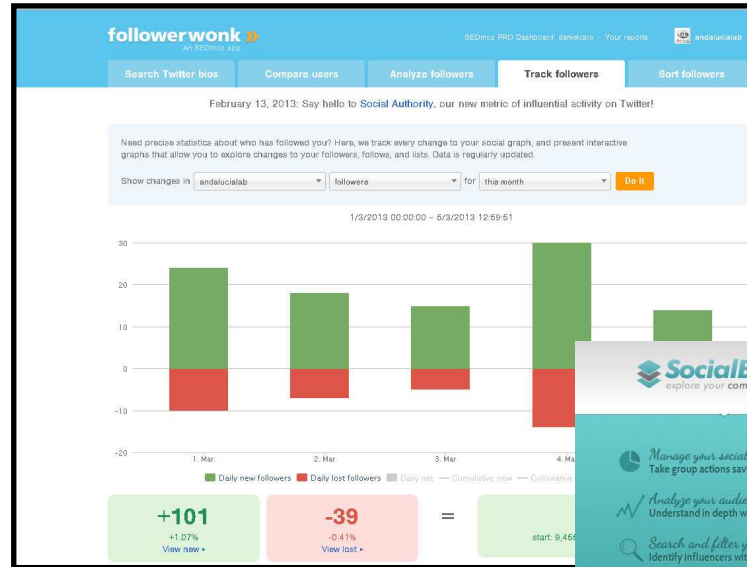 followerwonk
An SEOmoz app
SEOmoz PRO Dashboard: danielcaro – Your reports
andalucialab
Search Twitter bios
Compare users
Analyze followers
Track followers
Sort followers
February 13, 2013: Say hello to Social Authority, our new metric of influential activity on Twitter!
Need precise statistics about who has followed you? Here, we track every change to your social graph, and present interactive
graphs that allow you to explore changes to your followers, follows, and lists. Data is regularly updated.
Show changes in andalucialab followers for this month Do it
1/3/2013 00:00:00 – 5/3/2013 12:59:51
30
20
10
0
-10
-20
1. Mar
2. Mar
3. Mar
4. Ma
Daily new followers Daily lost followers Daily net Cumulative new Cumulative
+101
+1.07%
View new
-39
-0.41%
View lost
=
start: 9,466
SocialB
explore your com
Manage your social
Take group actions sav
Analyze your audie
Understand in depth w
Search and filter y
Identify influencers wit